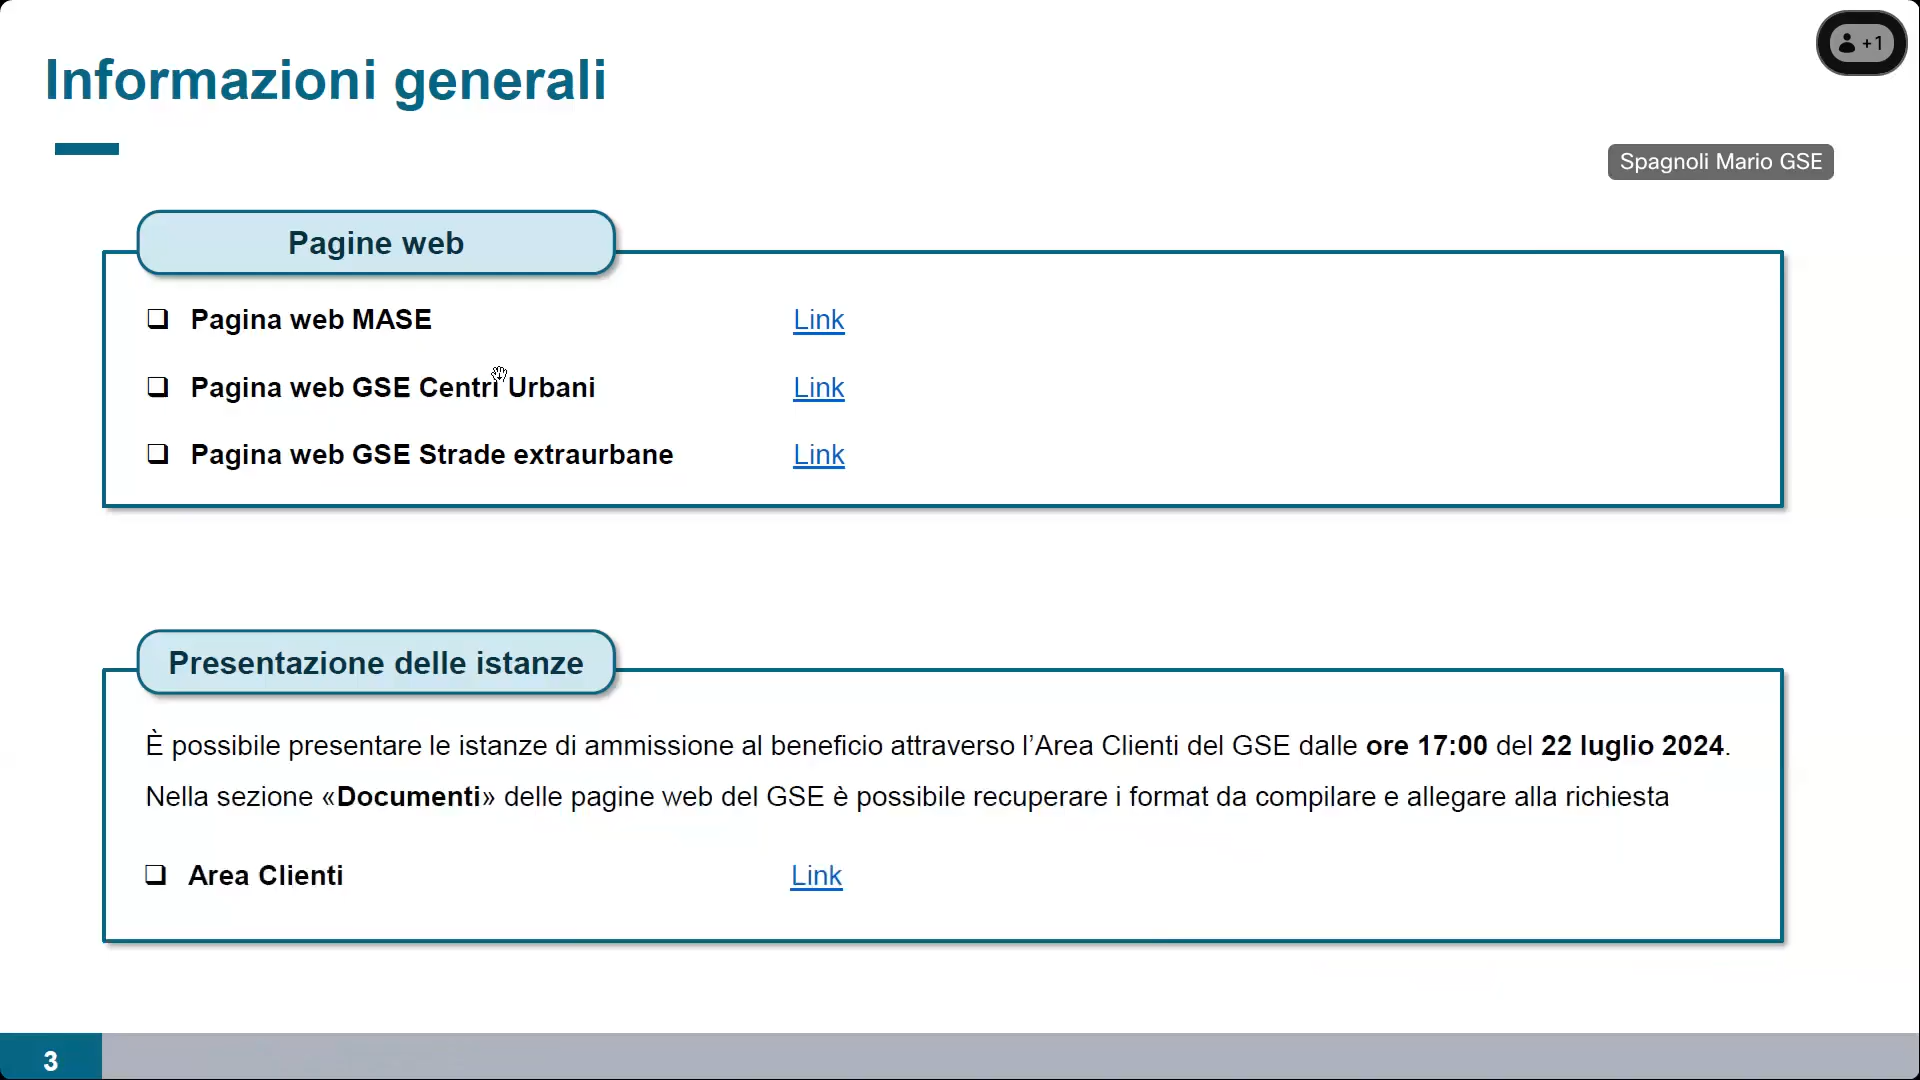 Informazioni generali
+1
Spagnoli Mario GSE
Pagine web
❑ Pagina web MASE Link
❑ Pagina web GSE Centri Urbani Link
❑ Pagina web GSE Strade extraurbane Link
Presentazione delle istanze
È possibile presentare le istanze di ammissione al beneficio attraverso l’Area Clienti del GSE dalle ore 17:00 del 22 luglio 2024.
Nella sezione «Documenti» delle pagine web del GSE è possibile recuperare i format da compilare e allegare alla richiesta
❑ Area Clienti Link
3